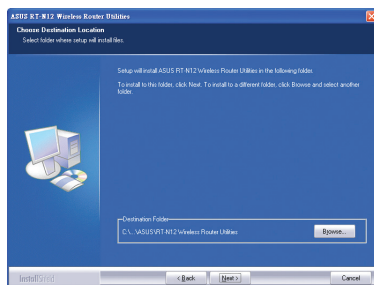 ASUS RT-N12 Wireless Router Utilities
Choose Destination Location
Select folder where setup will install files.
Setup will install ASUS RT-N12 Wireless Router Utilities in the following folder.
To install to this folder, click Next. To install to a different folder, click Browse and select another
folder.
Destination Folder
C:\...\ASUS\RT-N12 Wireless Router Utilities
Browse...
InstallShield
< Back
Next >
Cancel